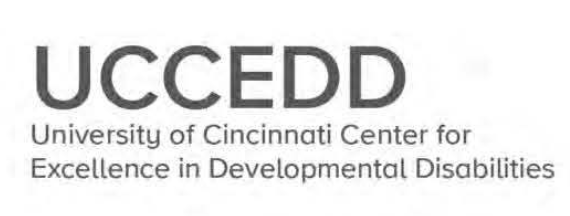 UCCEDD
University of Cincinnati Center for
Excellence in Developmental Disabilities